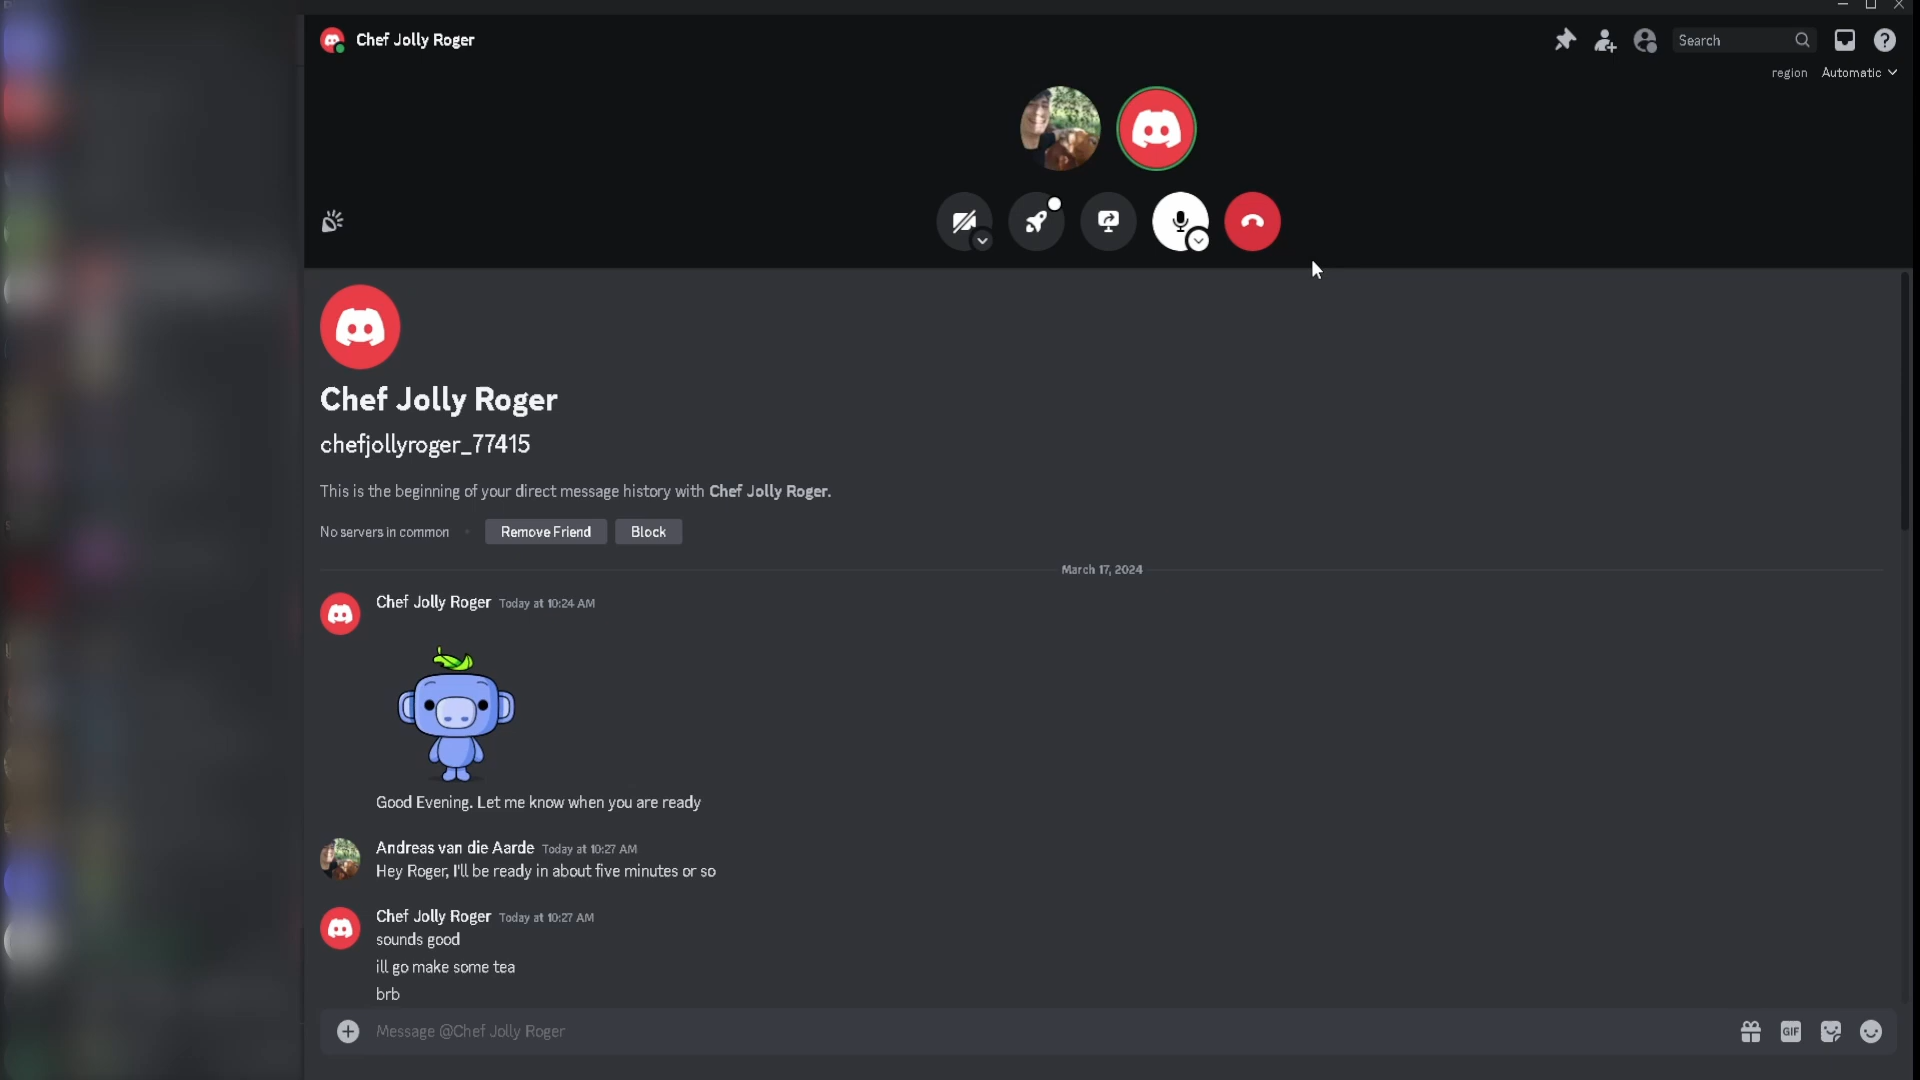 Chef Jolly Roger
Search
region Automatic
Chef Jolly Roger
chefjollyroger_77415
This is the beginning of your direct message history with Chef Jolly Roger.
No servers in common
Remove Friend
Block
March 17, 2024
Chef Jolly Roger Today at 10:24 AM
Good Evening. Let me know when you are ready
Andreas van die Aarde Today at 10:27 AM
Hey Roger, I'll be ready in about five minutes or so
Chef Jolly Roger Today at 10:27 AM
sounds good
ill go make some tea
brb
Message @Chef Jolly Roger
GIF